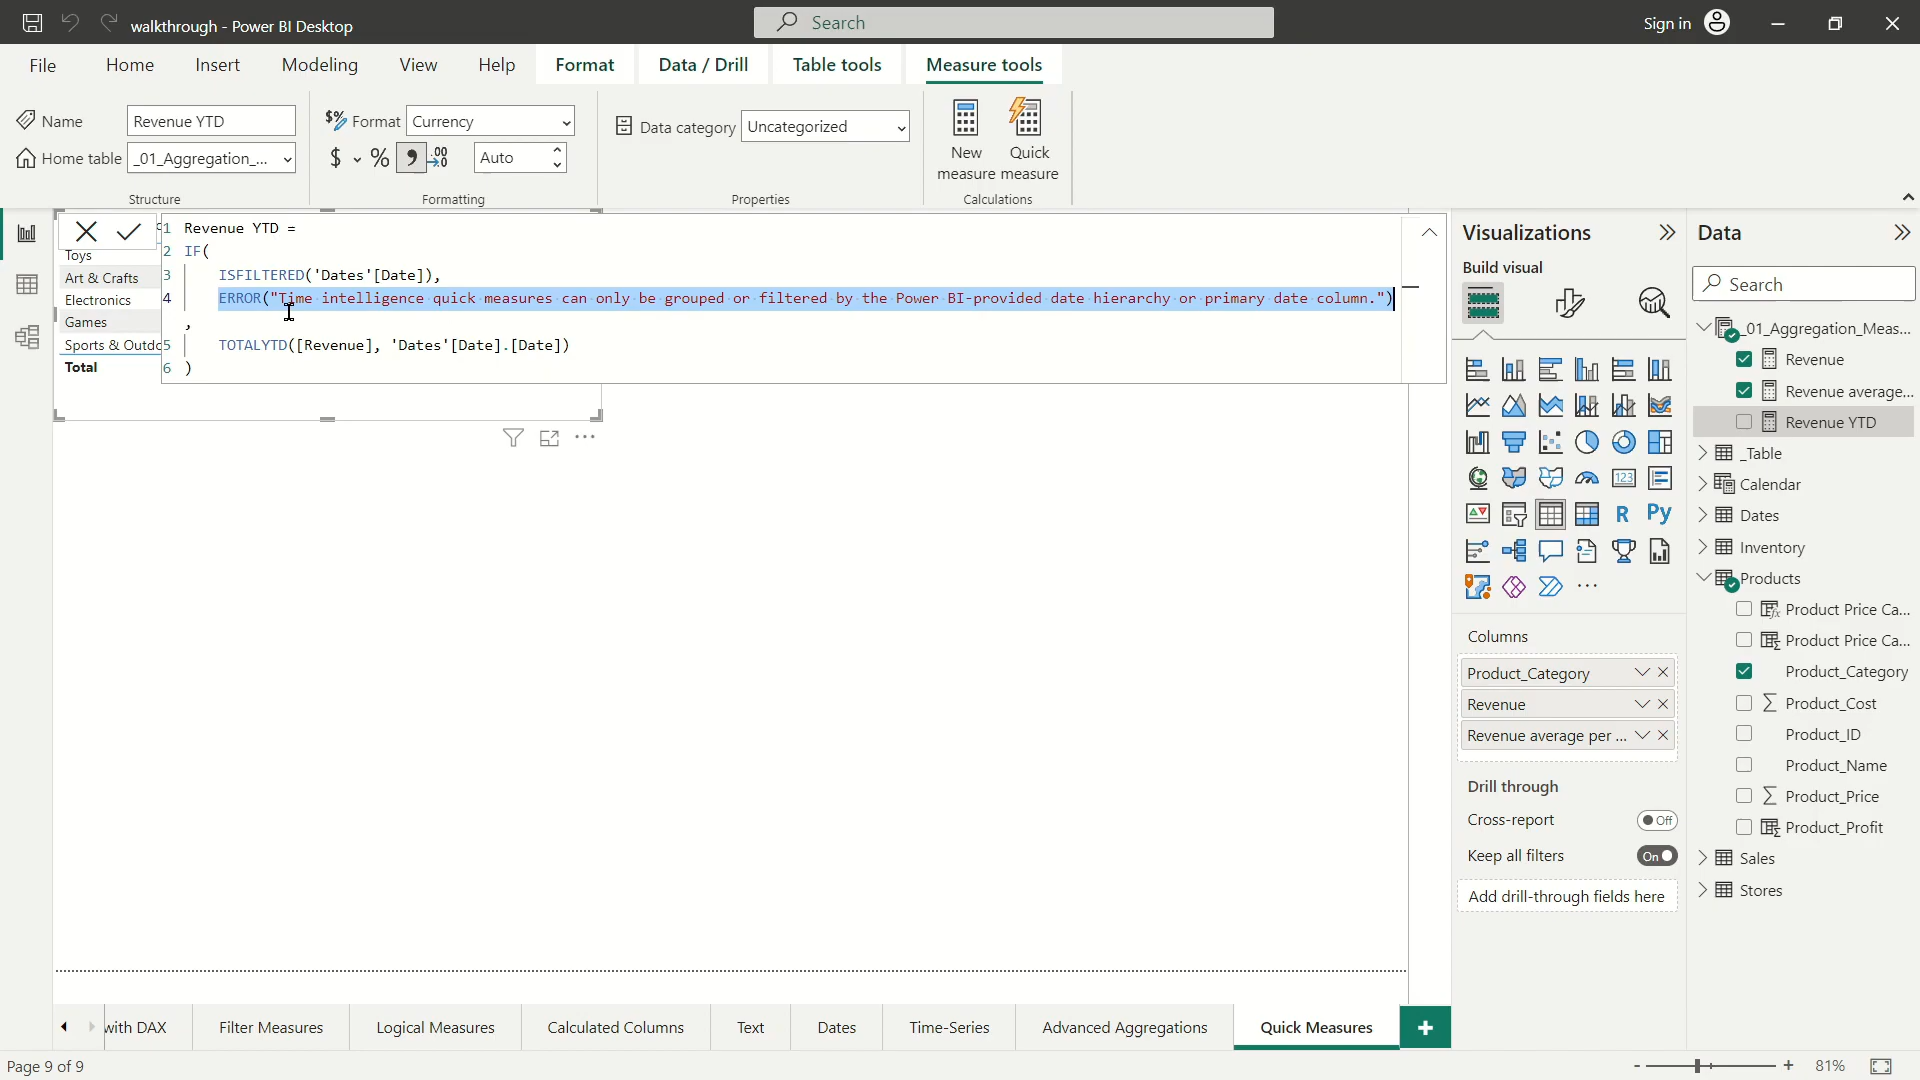 walkthrough - Power BI Desktop
Search
Sign in
File Home Insert Modeling View Help Format Data / Drill Table tools Measure tools
Name Revenue YTD
Home table _01_Aggregation_...
Structure
$% Format Currency
$ % , .00 →0 Auto
Formatting
Data category Uncategorized
Properties
New measure
Quick measure
Calculations
Toys
Art & Crafts
Electronics
Games
Sports & Outdo
Total
1 Revenue YTD =
2 IF(
3 ISFILTERED('Dates'[Date]),
4 ERROR("Time intelligence quick measures can only be grouped or filtered by the Power BI-provided date hierarchy or primary date column.")
,
5 TOTALYTD([Revenue], 'Dates'[Date].[Date])
6 )
Visualizations
Build visual
123
R Py
Columns
Product_Category
Revenue
Revenue average per ...
Drill through
Cross-report Off
Keep all filters On
Add drill-through fields here
Data
Search
_01_Aggregation_Meas...
Revenue
Revenue average...
Revenue YTD
_Table
Calendar
Dates
Inventory
Products
Product Price Ca...
Product Price Ca...
Product_Category
Product_Cost
Product_ID
Product_Name
Product_Price
Product_Profit
Sales
Stores
with DAX Filter Measures Logical Measures Calculated Columns Text Dates Time-Series Advanced Aggregations Quick Measures +
Page 9 of 9
- + 81%